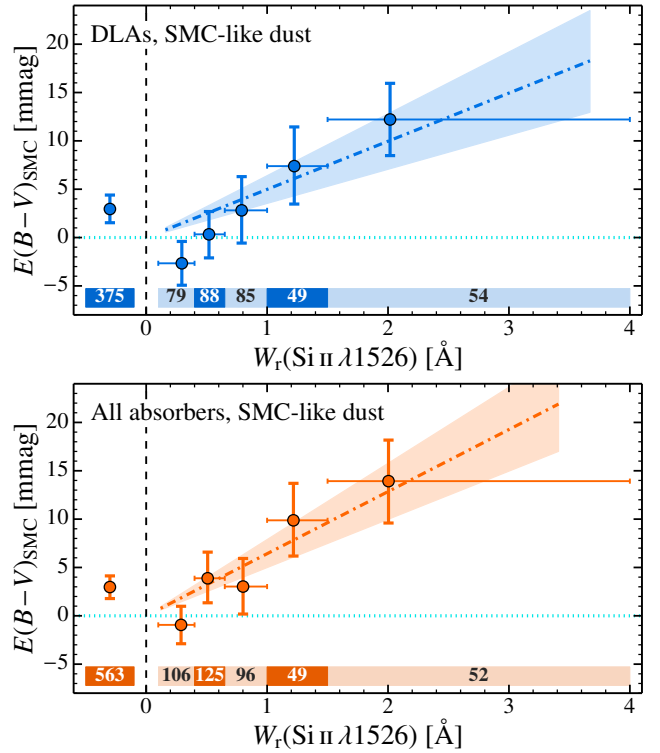 DLAs, SMC-like dust
E(B−V)SMC [mmag]
20
15
10
5
0
−5
375 79 88 85 49 54
0 1 2 3 4
Wr(Si II λ1526) [Å]
All absorbers, SMC-like dust
E(B−V)SMC [mmag]
20
15
10
5
0
−5
563 106 125 96 49 52
0 1 2 3 4
Wr(Si II λ1526) [Å]